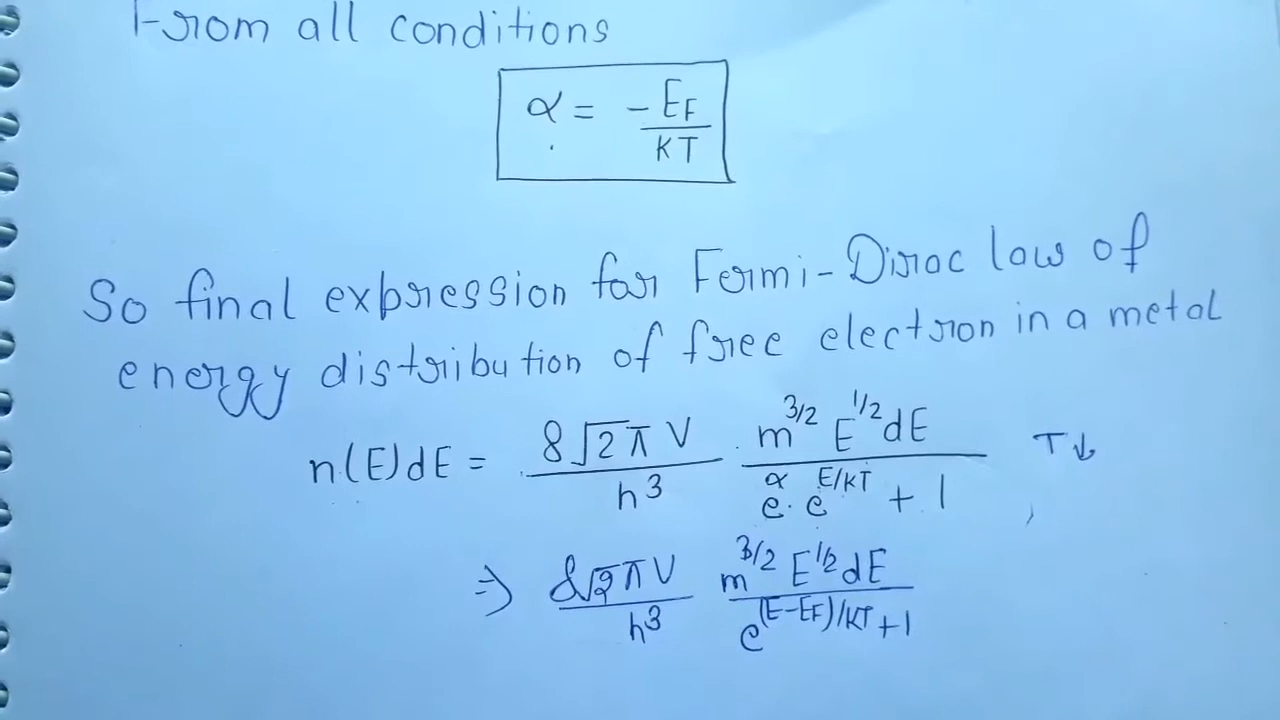 From all conditions
α = -E_F/KT
So final expression for Fermi-Dirac law of
energy distribution of free electron in a metal
n(E)dE = 8√2πV/h³ m^3/2 E^1/2 dE/(e^α · e^E/KT + 1) T↓
⇒ 8√2πV/h³ m^3/2 E^1/2 dE/(e^(E-E_F)/KT + 1)